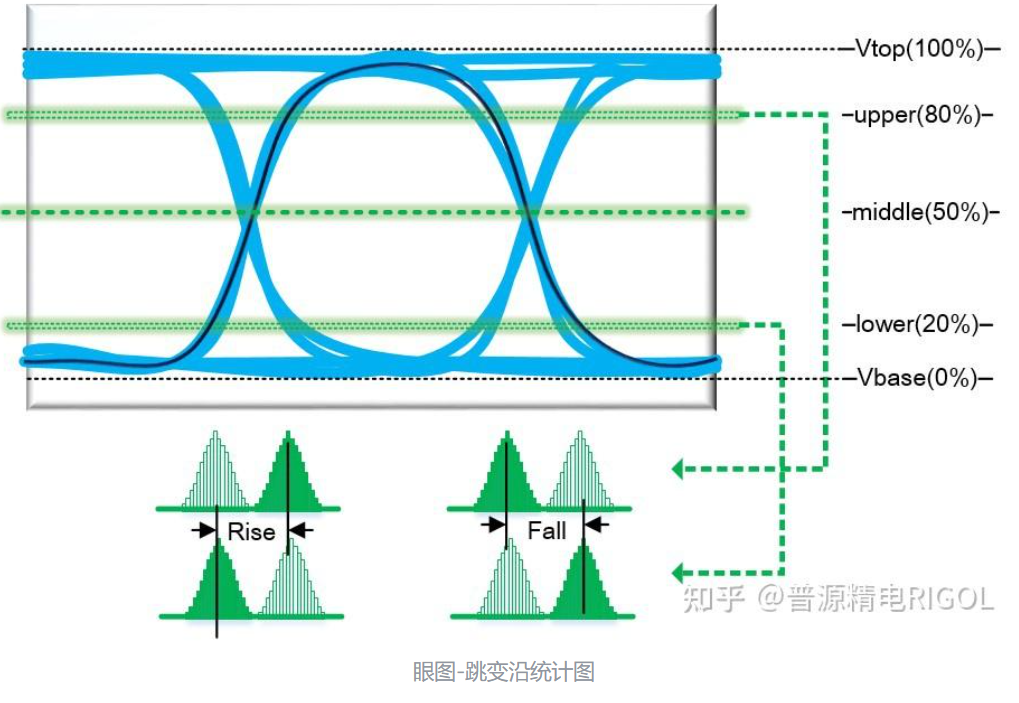 Vtop(100%)
upper(80%)
middle(50%)
lower(20%)
Vbase(0%)
Rise
Fall
知乎 @普源精电RIGOL
眼图-跳变沿统计图